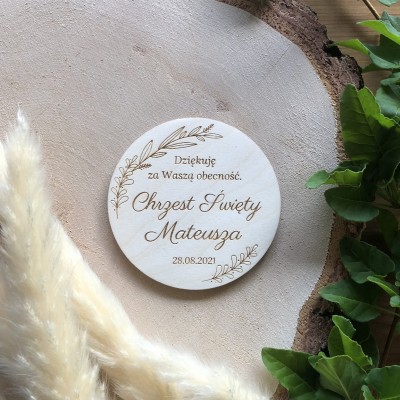 Dziękuję
za Waszą obecność.
Chrzest Święty
Mateusza
28.08.2021